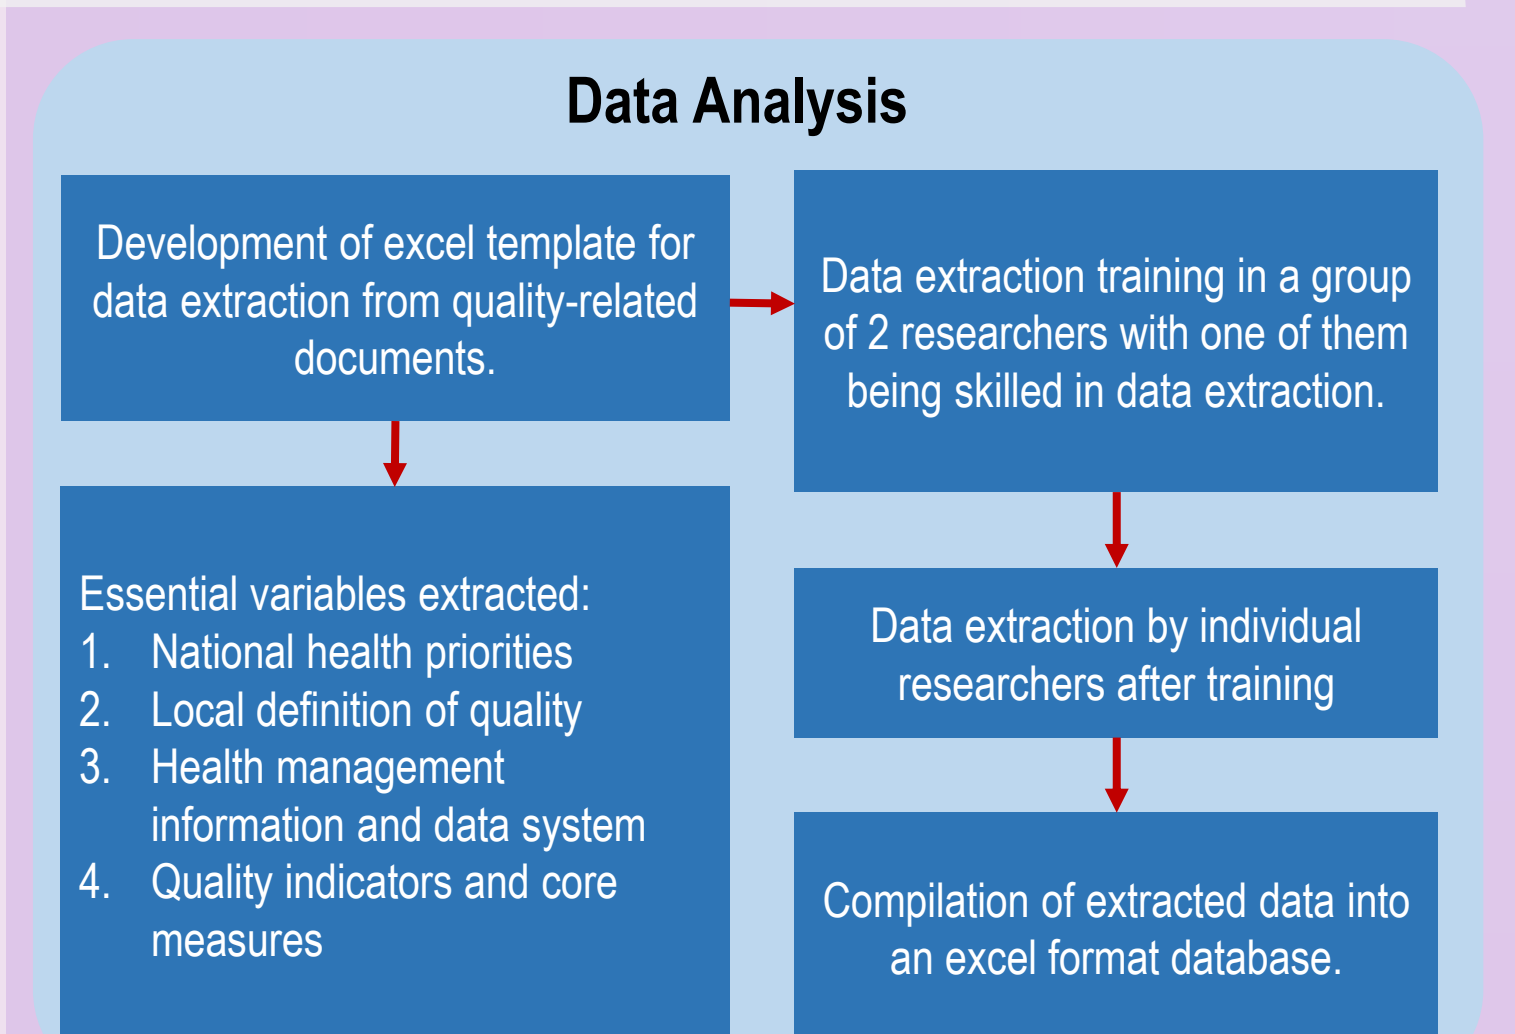 Data Analysis
Development of excel template for
data extraction from quality-related
documents.
Data extraction training in a group
of 2 researchers with one of them
being skilled in data extraction.
Essential variables extracted:
1. National health priorities
2. Local definition of quality
3. Health management
information and data system
4. Quality indicators and core
measures
Data extraction by individual
researchers after training
Compilation of extracted data into
an excel format database.